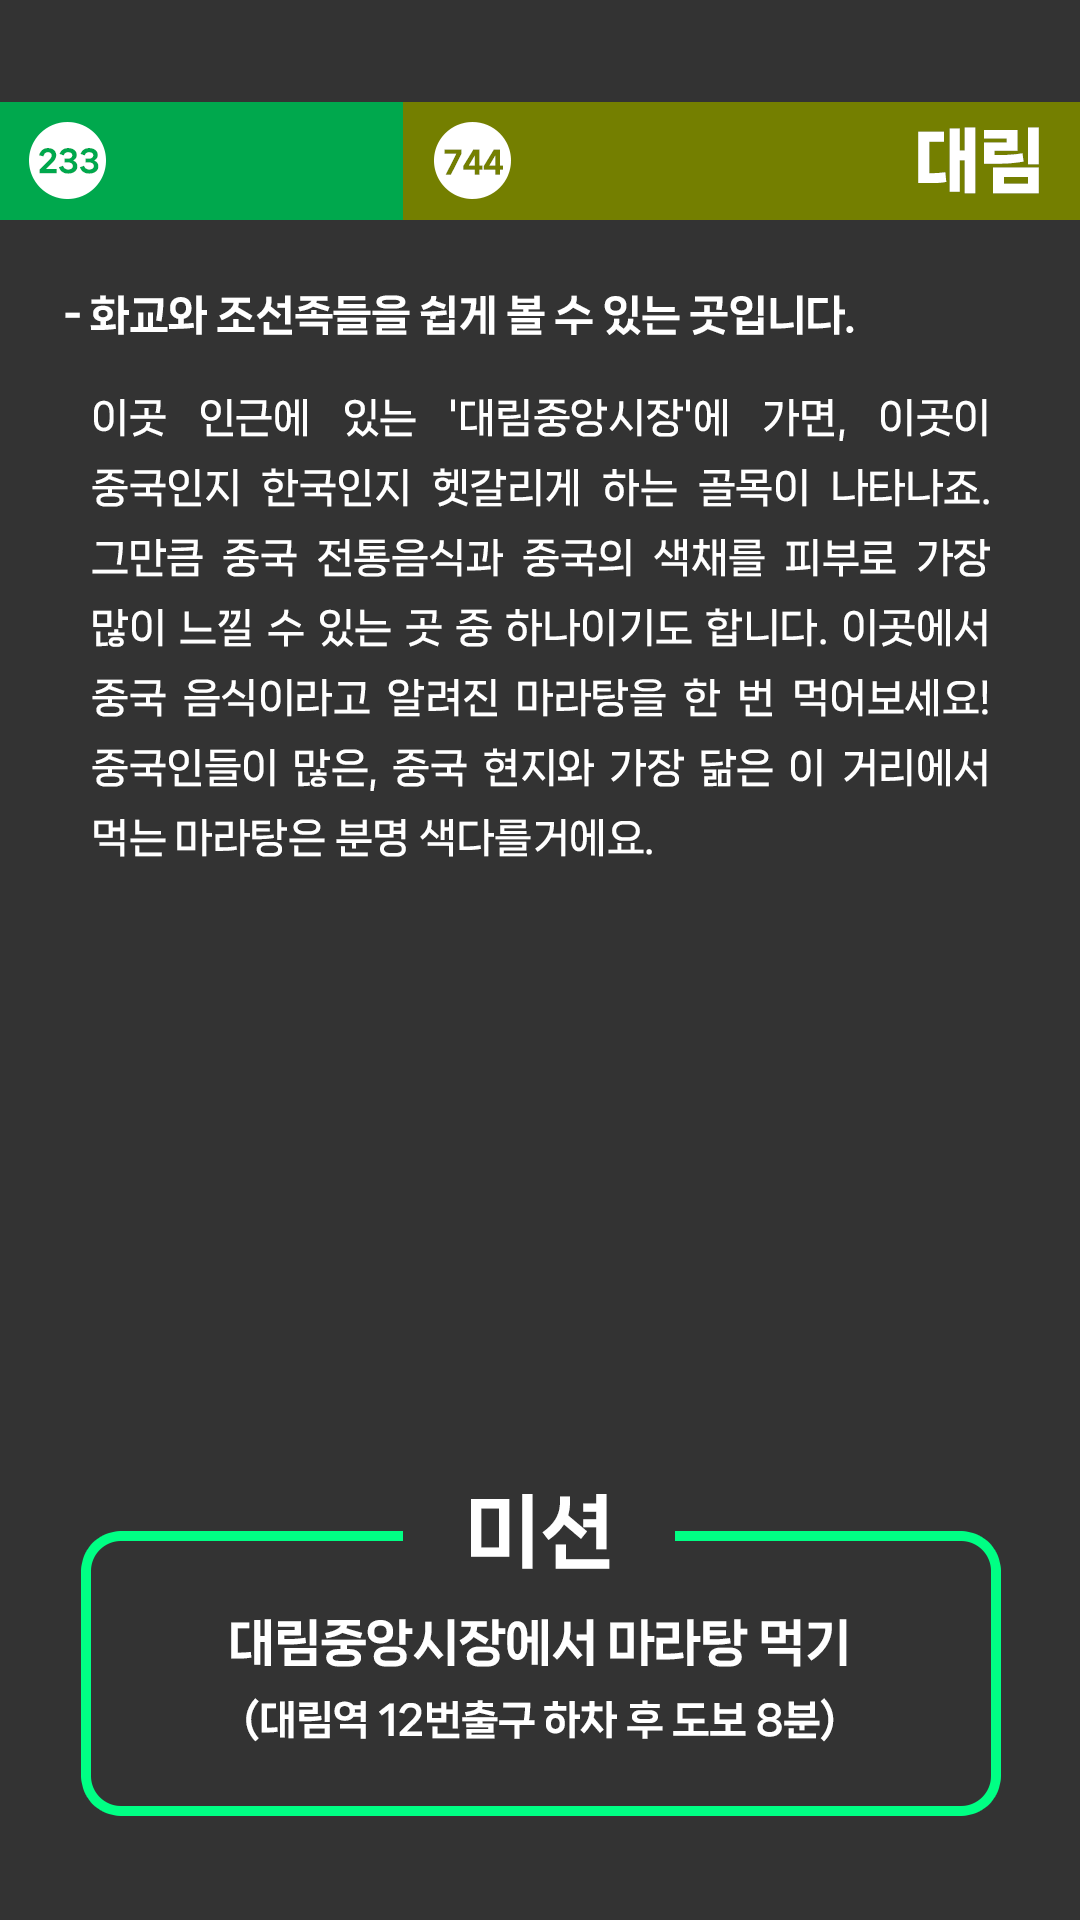 233 744 대림
- 화교와 조선족들을 쉽게 볼 수 있는 곳입니다.
이곳 인근에 있는 '대림중앙시장'에 가면, 이곳이
중국인지 한국인지 헷갈리게 하는 골목이 나타나죠.
그만큼 중국 전통음식과 중국의 색채를 피부로 가장
많이 느낄 수 있는 곳 중 하나이기도 합니다. 이곳에서
중국 음식이라고 알려진 마라탕을 한 번 먹어보세요!
중국인들이 많은, 중국 현지와 가장 닮은 이 거리에서
먹는 마라탕은 분명 색다를거에요.
미션
대림중앙시장에서 마라탕 먹기
(대림역 12번출구 하차 후 도보 8분)